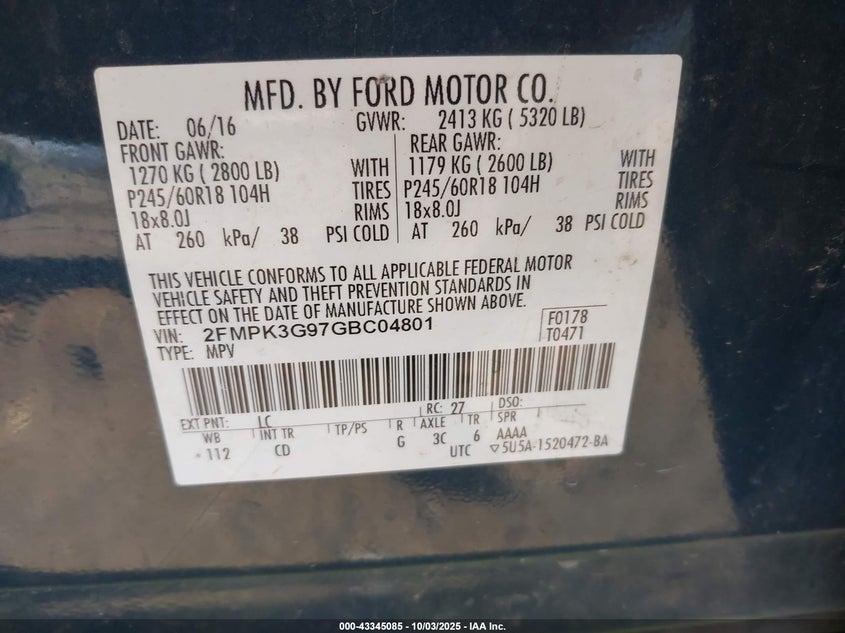 MFD. BY FORD MOTOR CO.
DATE: 06/16 GVWR: 2413 KG ( 5320 LB)
FRONT GAWR: REAR GAWR:
1270 KG ( 2800 LB) WITH 1179 KG ( 2600 LB) WITH
P245/60R18 104H TIRES P245/60R18 104H TIRES
18x8.0J RIMS 18x8.0J RIMS
AT 260 kPa/ 38 PSI COLD AT 260 kPa/ 38 PSI COLD
THIS VEHICLE CONFORMS TO ALL APPLICABLE FEDERAL MOTOR
VEHICLE SAFETY AND THEFT PREVENTION STANDARDS IN
EFFECT ON THE DATE OF MANUFACTURE SHOWN ABOVE.
VIN: 2FMPK3G97GBC04801 F0178
TYPE: MPV T0471
EXT PNT: LC RC: 27 DSO:
WB INT TR TP/PS R AXLE TR SPR
*112 CD G 3C 6 AAAA
UTC ▽5U5A-1520472-BA
000-43345085 - 10/03/2025 - IAA Inc.